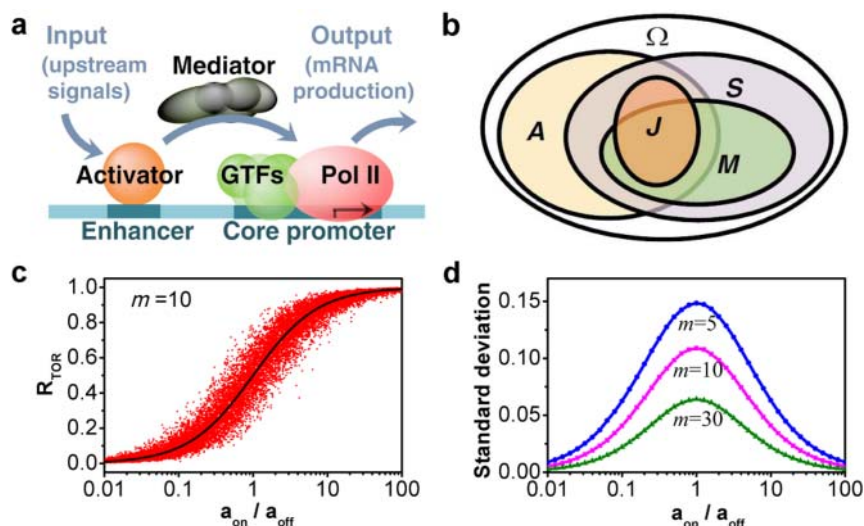 a
Input
(upstream
signals)
Mediator
Output
(mRNA
production)
Activator
GTFs
Pol II
Enhancer
Core promoter
b
Ω
A
S
J
M
c
m =10
R_TOR
1.0
0.8
0.6
0.4
0.2
0.0
0.01 0.1 1 10 100
a_on / a_off
d
Standard deviation
0.15
0.10
0.05
0.00
m=5
m=10
m=30
0.01 0.1 1 10 100
a_on / a_off